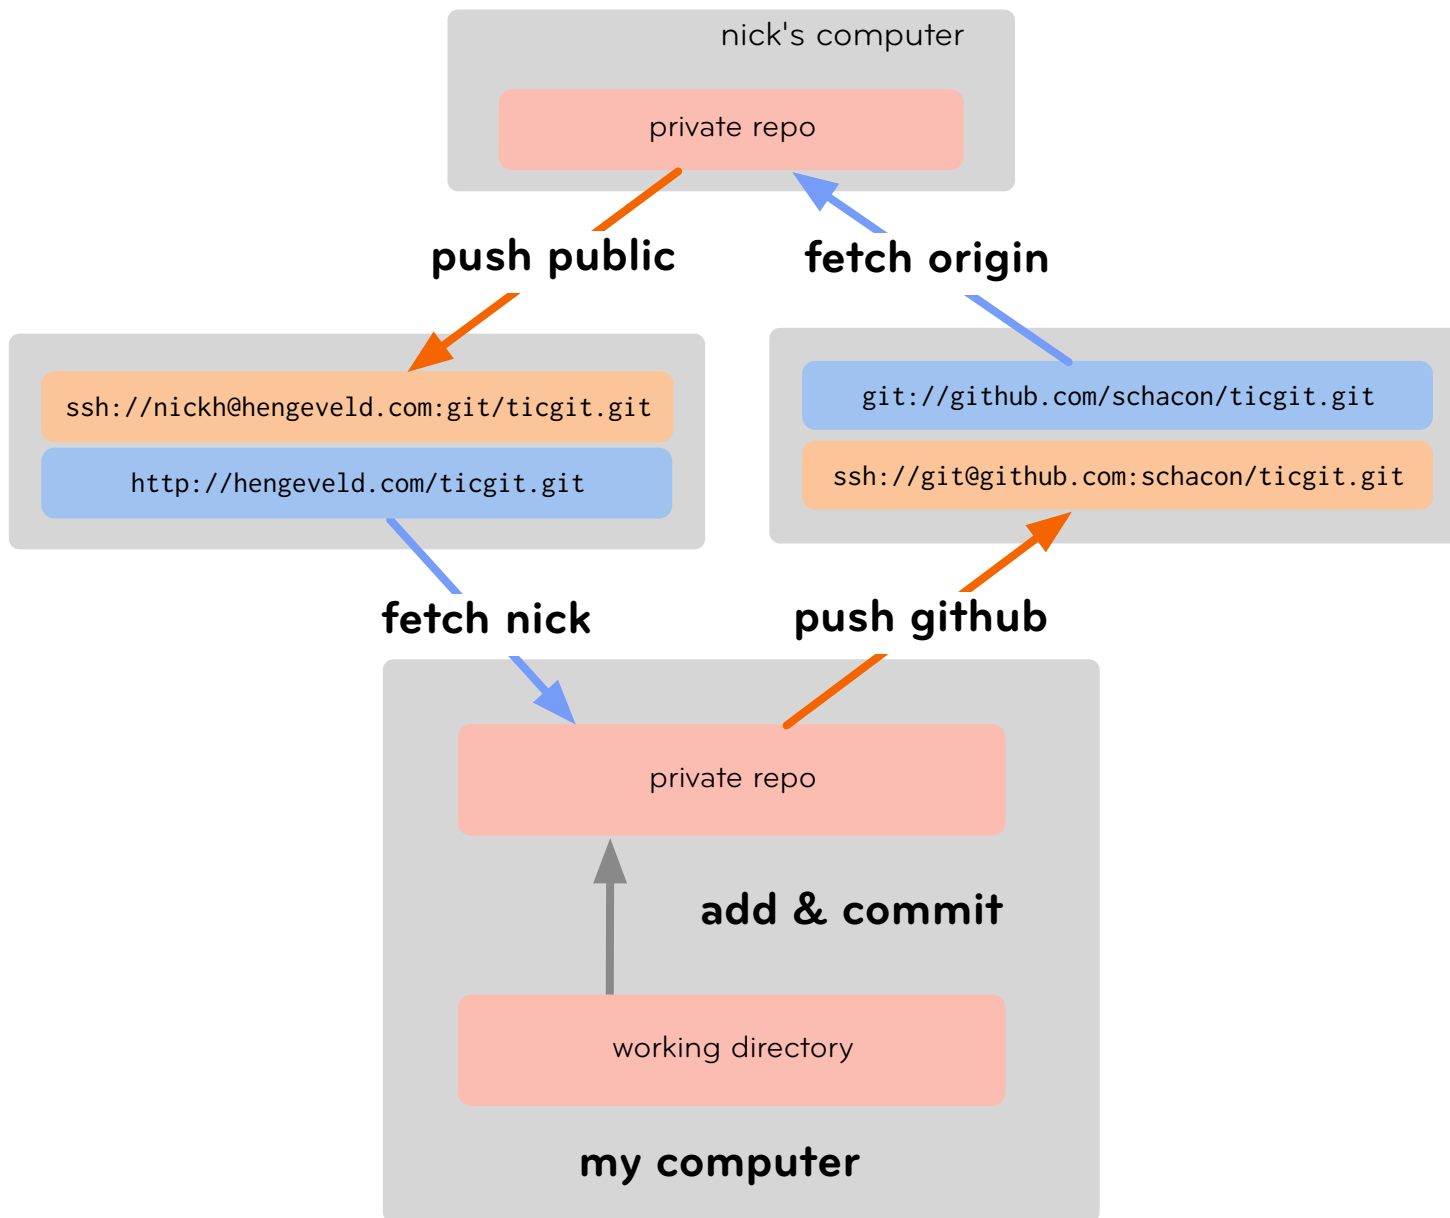 nick's computer
private repo
push public
fetch origin
ssh://nickh@hengeveld.com:git/ticgit.git
http://hengeveld.com/ticgit.git
git://github.com/schacon/ticgit.git
ssh://git@github.com:schacon/ticgit.git
fetch nick
push github
private repo
add & commit
working directory
my computer